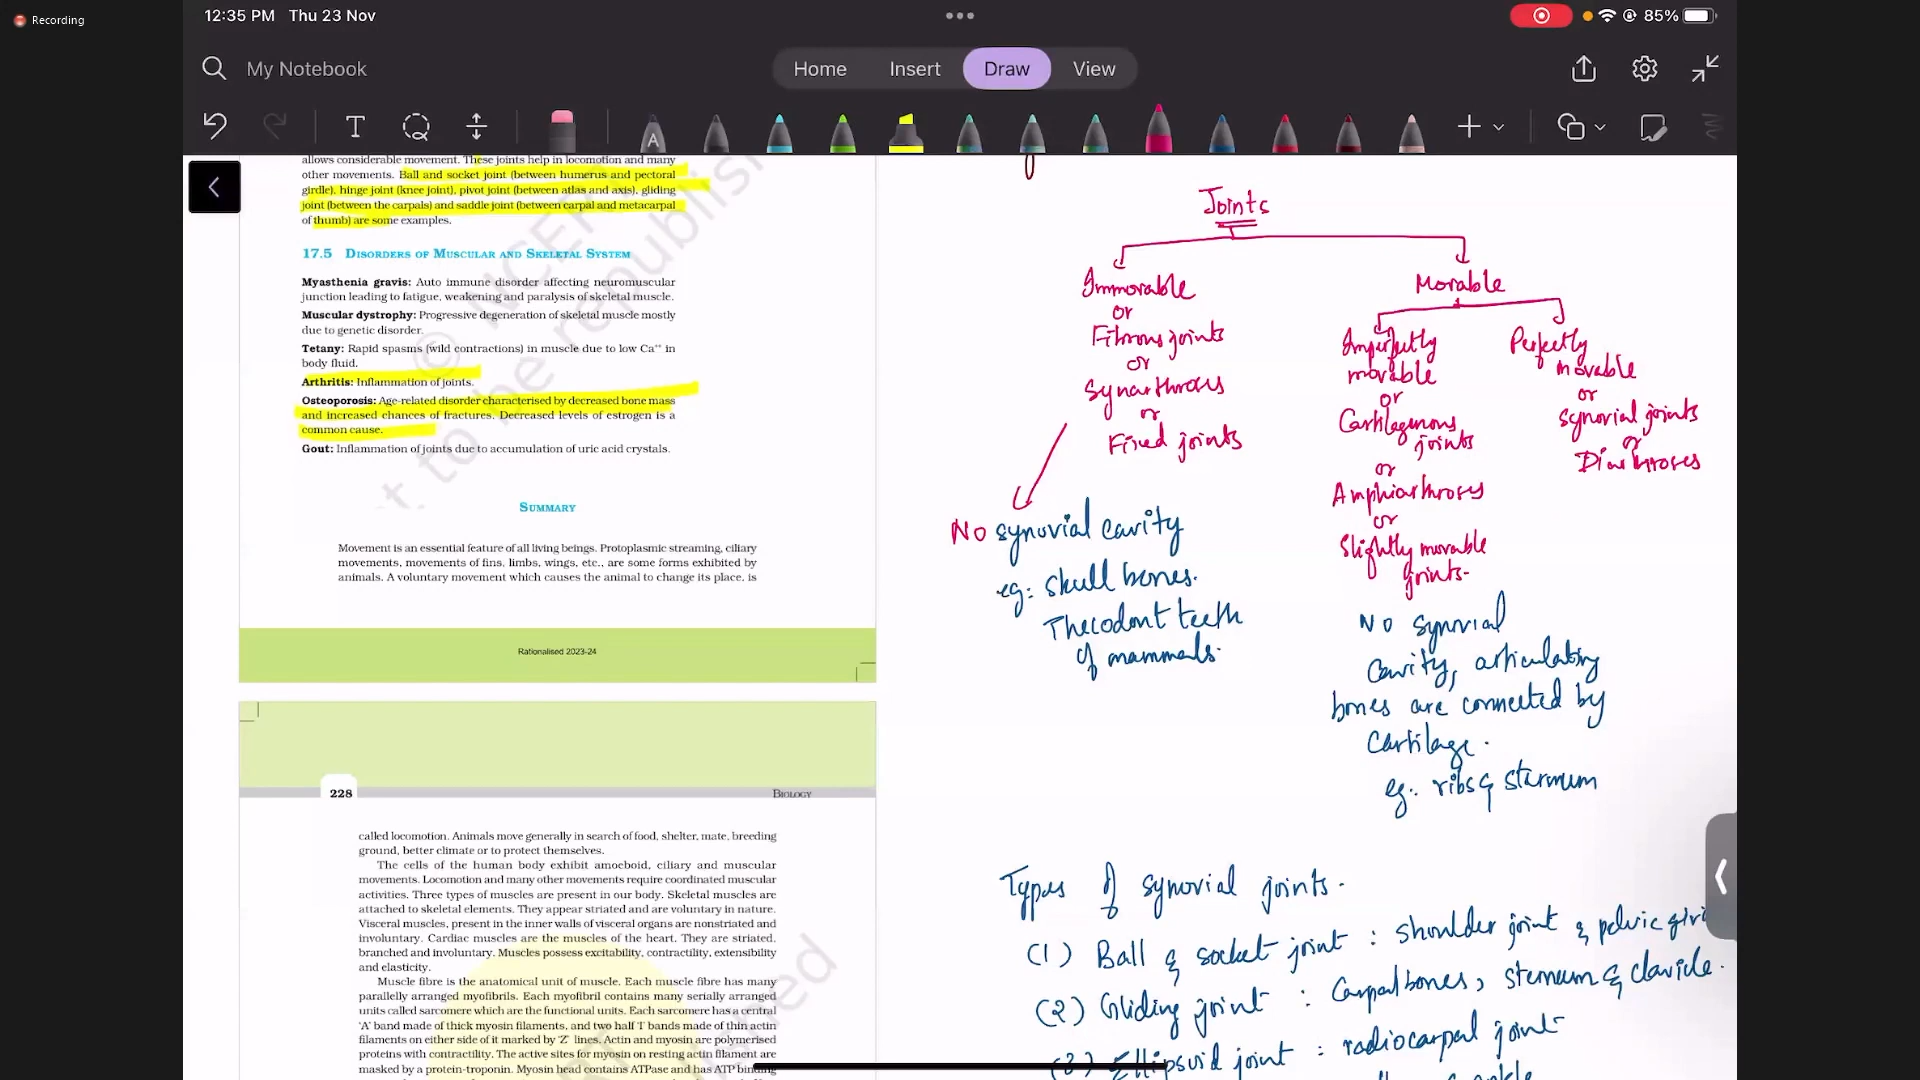 Recording
12:35 PM Thu 23 Nov
85%
My Notebook
Home
Insert
Draw
View
allows considerable movement. These joints help in locomotion and many
other movements. Ball and socket joint (between humerus and pectoral
girdle), hinge joint (knee joint), pivot joint (between atlas and axis), gliding
joint (between the carpals) and saddle joint (between carpal and metacarpal
of thumb) are some examples.
17.5 DISORDERS OF MUSCULAR AND SKELETAL SYSTEM
Myasthenia gravis: Auto immune disorder affecting neuromuscular
junction leading to fatigue, weakening and paralysis of skeletal muscle.
Muscular dystrophy: Progressive degeneration of skeletal muscle mostly
due to genetic disorder.
Tetany: Rapid spasms (wild contractions) in muscle due to low Ca++ in
body fluid.
Arthritis: Inflammation of joints.
Osteoporosis: Age-related disorder characterised by decreased bone mass
and increased chances of fractures. Decreased levels of estrogen is a
common cause.
Gout: Inflammation of joints due to accumulation of uric acid crystals.
SUMMARY
Movement is an essential feature of all living beings. Protoplasmic streaming, ciliary
movements, movements of fins, limbs, wings, etc., are some forms exhibited by
animals. A voluntary movement which causes the animal to change its place, is
Rationalised 2023-24
228
BIOLOGY
called locomotion. Animals move generally in search of food, shelter, mate, breeding
ground, better climate or to protect themselves.
The cells of the human body exhibit amoeboid, ciliary and muscular
movements. Locomotion and many other movements require coordinated muscular
activities. Three types of muscles are present in our body. Skeletal muscles are
attached to skeletal elements. They appear striated and are voluntary in nature.
Visceral muscles, present in the inner walls of visceral organs are nonstriated and
involuntary. Cardiac muscles are the muscles of the heart. They are striated,
branched and involuntary. Muscles possess excitability, contractility, extensibility
and elasticity.
Muscle fibre is the anatomical unit of muscle. Each muscle fibre has many
parallelly arranged myofibrils. Each myofibril contains many serially arranged
units called sarcomere which are the functional units. Each sarcomere has a central
'A' band made of thick myosin filaments, and two half 'I' bands made of thin actin
filaments on either side of it marked by 'Z' lines. Actin and myosin are polymerised
proteins with contractility. The active sites for myosin on resting actin filament are
masked by a protein-troponin. Myosin head contains ATPase and has ATP binding
© NCERT
not to be republished
Joints
Immovable
or
Fibrous joints
or
Synarthroses
or
Fixed joints
No synovial cavity
eg: skull bones.
Thecodont teeth
of mammals.
Movable
Imperfectly
movable
or
Cartilagenous
joints
or
Amphiarthroses
or
Slightly movable
joints.
No synovial
cavity, articulating
bones are connected by
Cartilage.
eg:. ribs & sternum
Perfectly
movable
or
synovial joints
or
Diarthroses
Types of synovial joints.
(1) Ball & socket joint : shoulder joint & pelvic gir
(2) Gliding joint : Carpal bones, sternum & clavicle.
(3) Ellipsoid joint : radiocarpal joint
ankle